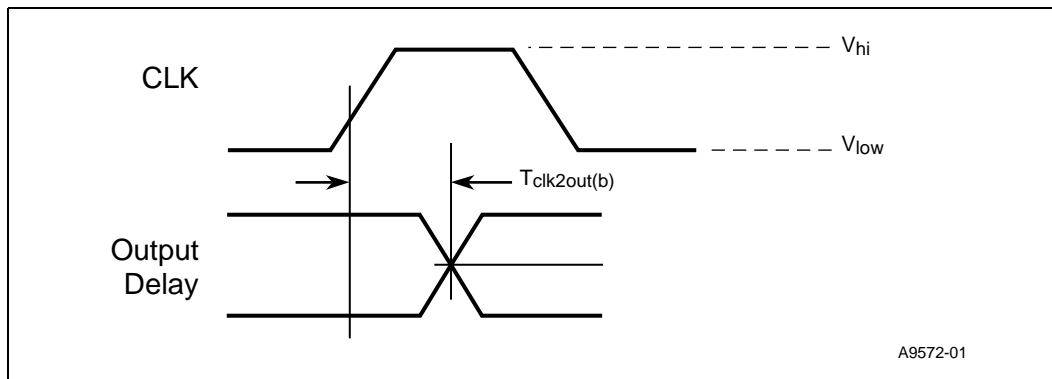 CLK
Vhi
Vlow
Tclk2out(b)
Output
Delay
A9572-01